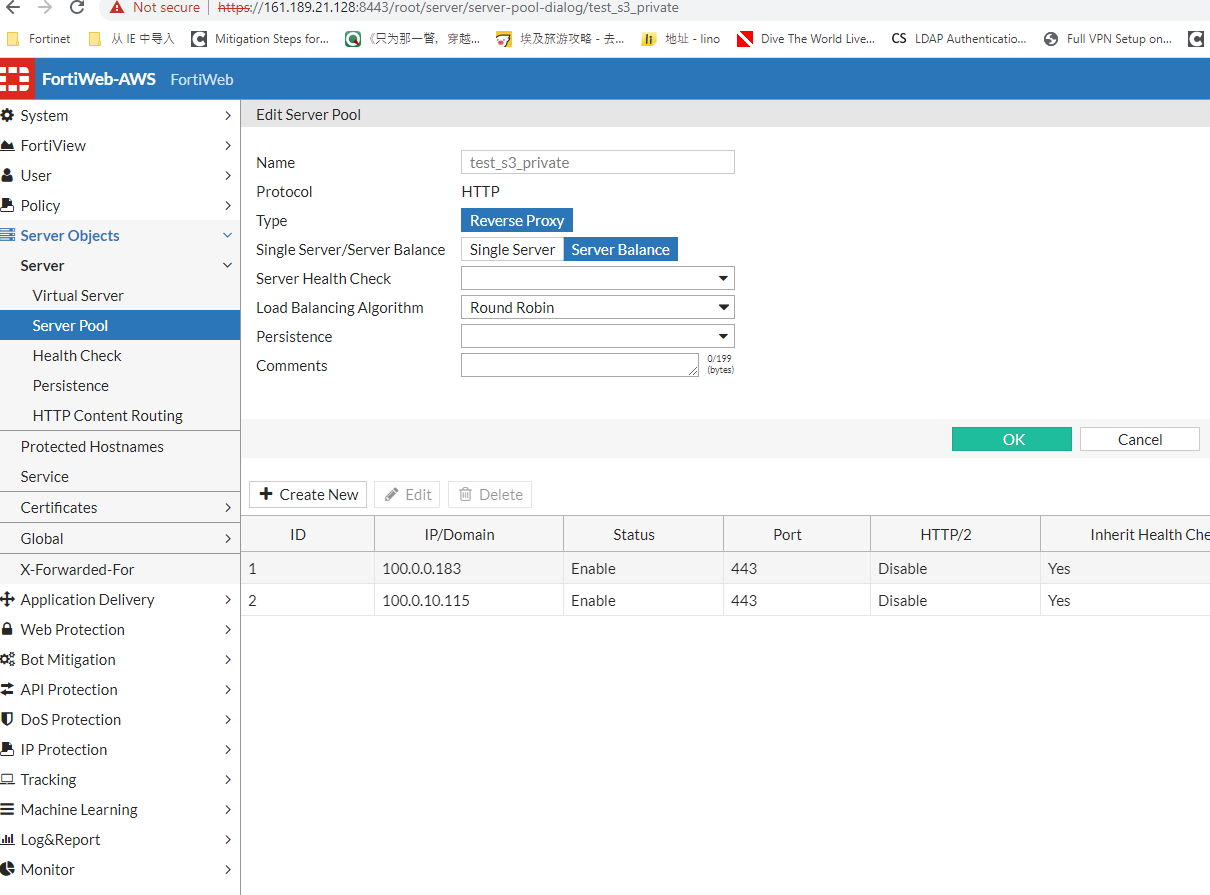 Not secure | https://161.189.21.128:8443/root/server/server-pool-dialog/test_s3_private
Fortinet 从 IE 中导入 Mitigation Steps for... 《只为那一瞥，穿越... 埃及旅游攻略 - 去... 地址 - lino Dive The World Live... CS LDAP Authenticatio... Full VPN Setup on...
FortiWeb-AWS FortiWeb
System
FortiView
User
Policy
Server Objects
Server
Virtual Server
Server Pool
Health Check
Persistence
HTTP Content Routing
Protected Hostnames
Service
Certificates
Global
X-Forwarded-For
Application Delivery
Web Protection
Bot Mitigation
API Protection
DoS Protection
IP Protection
Tracking
Machine Learning
Log&Report
Monitor
Edit Server Pool
Name test_s3_private
Protocol HTTP
Type Reverse Proxy
Single Server/Server Balance Single Server Server Balance
Server Health Check
Load Balancing Algorithm Round Robin
Persistence
Comments 0/199
(bytes)
OK Cancel
Create New Edit Delete
ID IP/Domain Status Port HTTP/2 Inherit Health Che
1 100.0.0.183 Enable 443 Disable Yes
2 100.0.10.115 Enable 443 Disable Yes